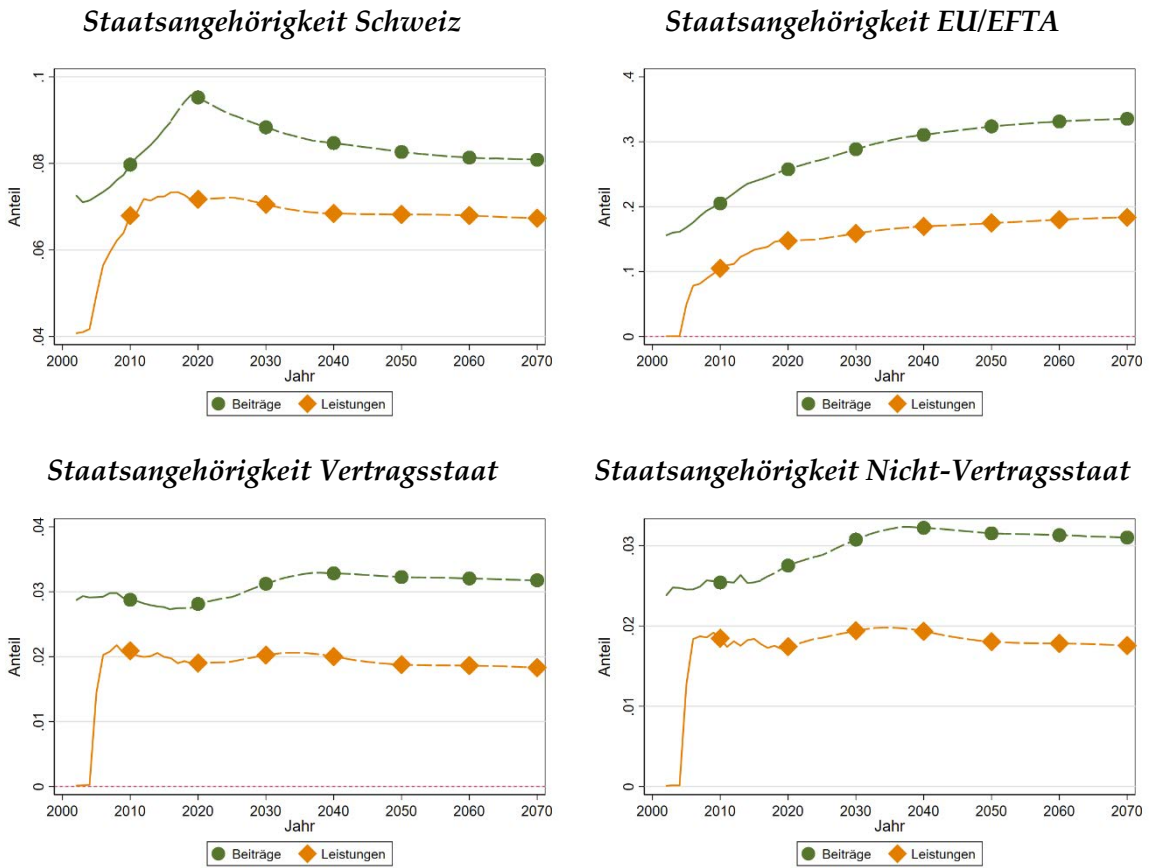 Staatsangehörigkeit Schweiz
Anteil
.1
.08
.06
.04
2000 2010 2020 2030 2040 2050 2060 2070
Jahr
Beiträge Leistungen
Staatsangehörigkeit EU/EFTA
Anteil
.4
.3
.2
.1
0
2000 2010 2020 2030 2040 2050 2060 2070
Jahr
Beiträge Leistungen
Staatsangehörigkeit Vertragsstaat
Anteil
.04
.03
.02
.01
0
2000 2010 2020 2030 2040 2050 2060 2070
Jahr
Beiträge Leistungen
Staatsangehörigkeit Nicht-Vertragsstaat
Anteil
.03
.02
.01
0
2000 2010 2020 2030 2040 2050 2060 2070
Jahr
Beiträge Leistungen